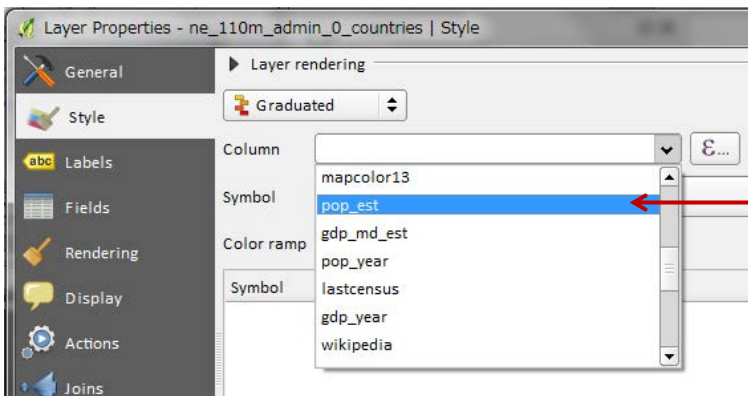 Layer Properties - ne_110m_admin_0_countries | Style
General
Style
abc Labels
Fields
Rendering
Display
Actions
Joins
Layer rendering
Graduated
Column
ε...
Symbol
Color ramp
Symbol
mapcolor13
pop_est
gdp_md_est
pop_year
lastcensus
gdp_year
wikipedia